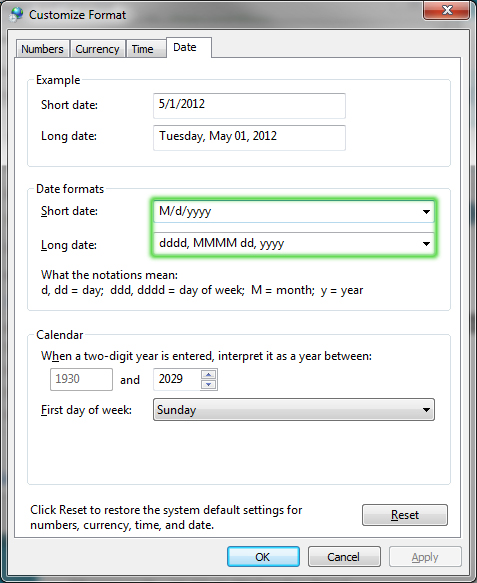 Customize Format
Numbers Currency Time Date
Example
Short date: 5/1/2012
Long date: Tuesday, May 01, 2012
Date formats
Short date: M/d/yyyy
Long date: dddd, MMMM dd, yyyy
What the notations mean:
d, dd = day; ddd, dddd = day of week; M = month; y = year
Calendar
When a two-digit year is entered, interpret it as a year between:
1930 and 2029
First day of week: Sunday
Click Reset to restore the system default settings for
numbers, currency, time, and date.
Reset
OK Cancel Apply